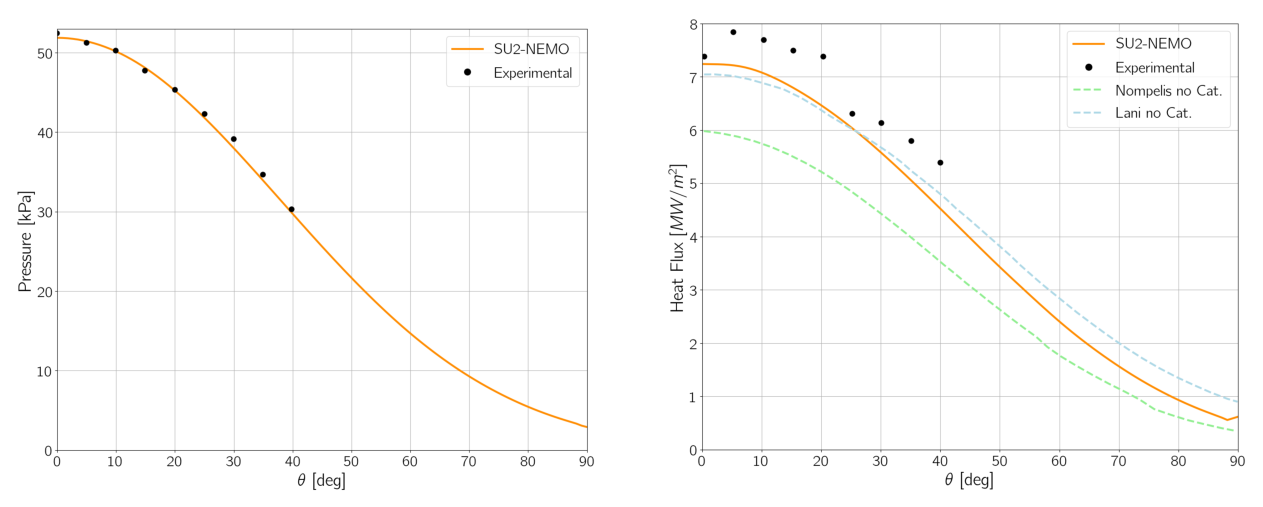 50
40
30
20
10
0
Pressure [kPa]
0 10 20 30 40 50 60 70 80 90
θ [deg]
SU2-NEMO
Experimental
8
7
6
5
4
3
2
1
0
Heat Flux [MW/m²]
0 10 20 30 40 50 60 70 80 90
θ [deg]
SU2-NEMO
Experimental
Nompelis no Cat.
Lani no Cat.